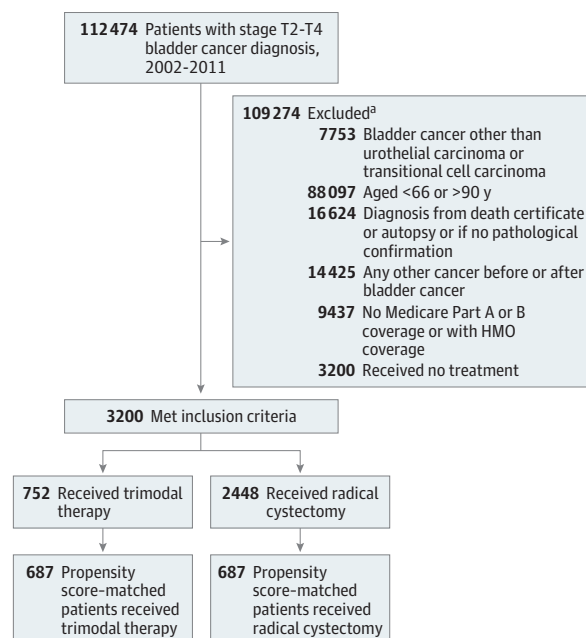 112 474 Patients with stage T2-T4
bladder cancer diagnosis,
2002-2011
109 274 Excludedᵃ
7753 Bladder cancer other than
urothelial carcinoma or
transitional cell carcinoma
88 097 Aged <66 or >90 y
16 624 Diagnosis from death certificate
or autopsy or if no pathological
confirmation
14 425 Any other cancer before or after
bladder cancer
9437 No Medicare Part A or B
coverage or with HMO
coverage
3200 Received no treatment
3200 Met inclusion criteria
752 Received trimodal
therapy
2448 Received radical
cystectomy
687 Propensity
score-matched
patients received
trimodal therapy
687 Propensity
score-matched
patients received
radical cystectomy